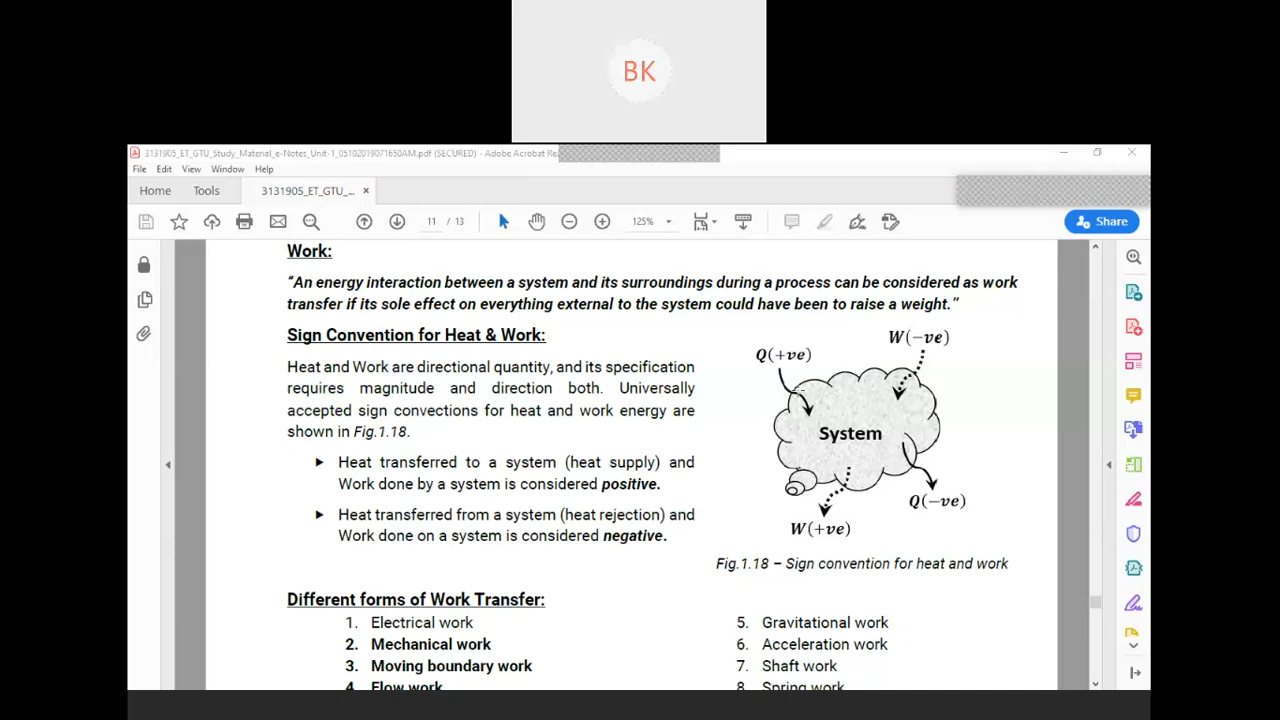 BK
3131905_ET_GTU_Study_Material_e-Notes_Unit-1_05102019071650AM.pdf (SECURED) - Adobe Acrobat Re
File Edit View Window Help
Home Tools 3131905_ET_GTU_... ×
11 / 13 125% Share
Work:
“An energy interaction between a system and its surroundings during a process can be considered as work
transfer if its sole effect on everything external to the system could have been to raise a weight.”
Sign Convention for Heat & Work:
Heat and Work are directional quantity, and its specification
requires magnitude and direction both. Universally
accepted sign convections for heat and work energy are
shown in Fig.1.18.
► Heat transferred to a system (heat supply) and
Work done by a system is considered positive.
► Heat transferred from a system (heat rejection) and
Work done on a system is considered negative.
W(−ve)
Q(+ve)
System
Q(−ve)
W(+ve)
Fig.1.18 – Sign convention for heat and work
Different forms of Work Transfer:
1. Electrical work
2. Mechanical work
3. Moving boundary work
4. Flow work
5. Gravitational work
6. Acceleration work
7. Shaft work
8. Spring work